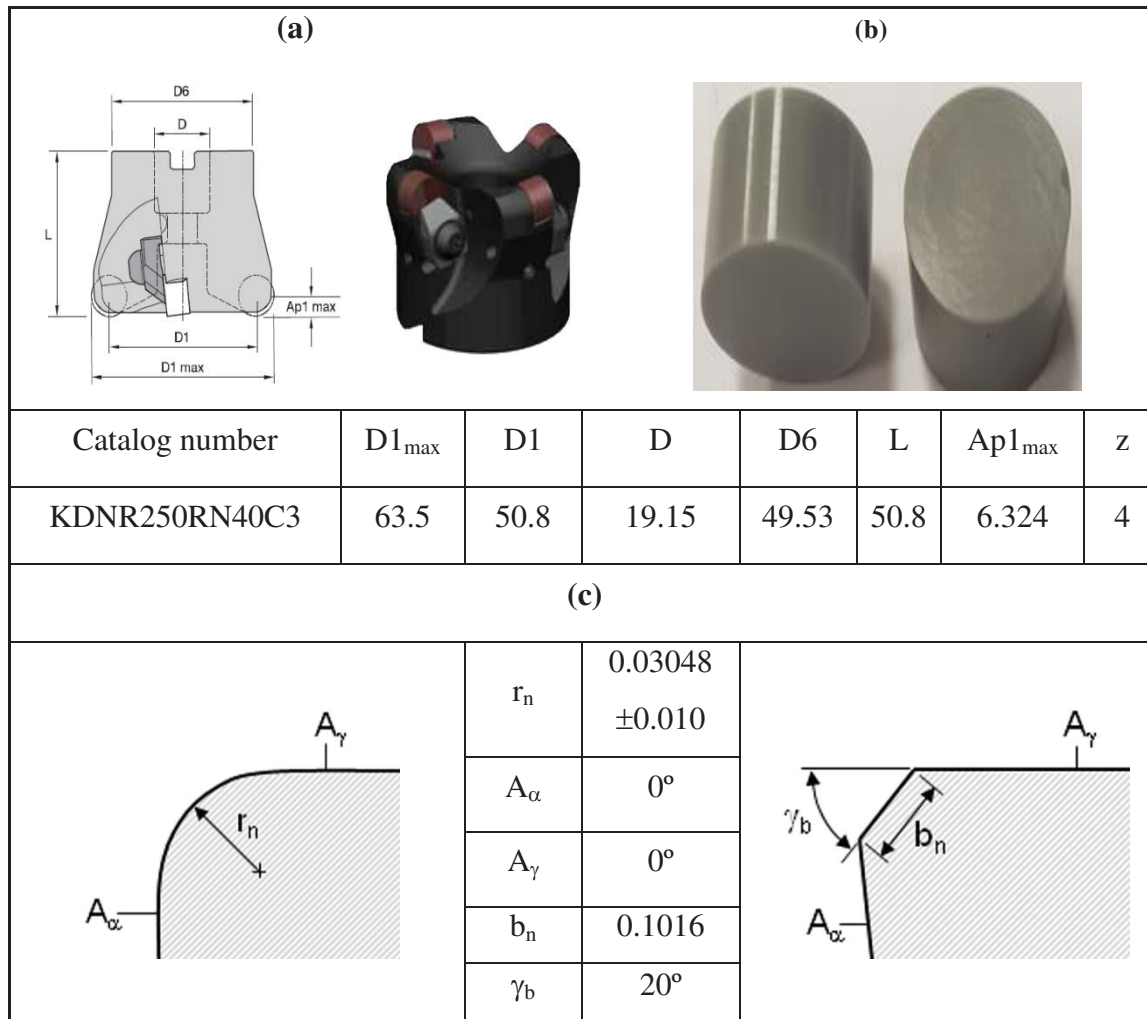 (a)
(b)
D6
D
L
Ap1 max
D1
D1 max
Catalog number D1max D1 D D6 L Ap1max z
KDNR250RN40C3 63.5 50.8 19.15 49.53 50.8 6.324 4
(c)
Aγ
rn
Aα
rn 0.03048
±0.010
Aα 0º
Aγ 0º
bn 0.1016
γb 20º
Aγ
γb
bn
Aα